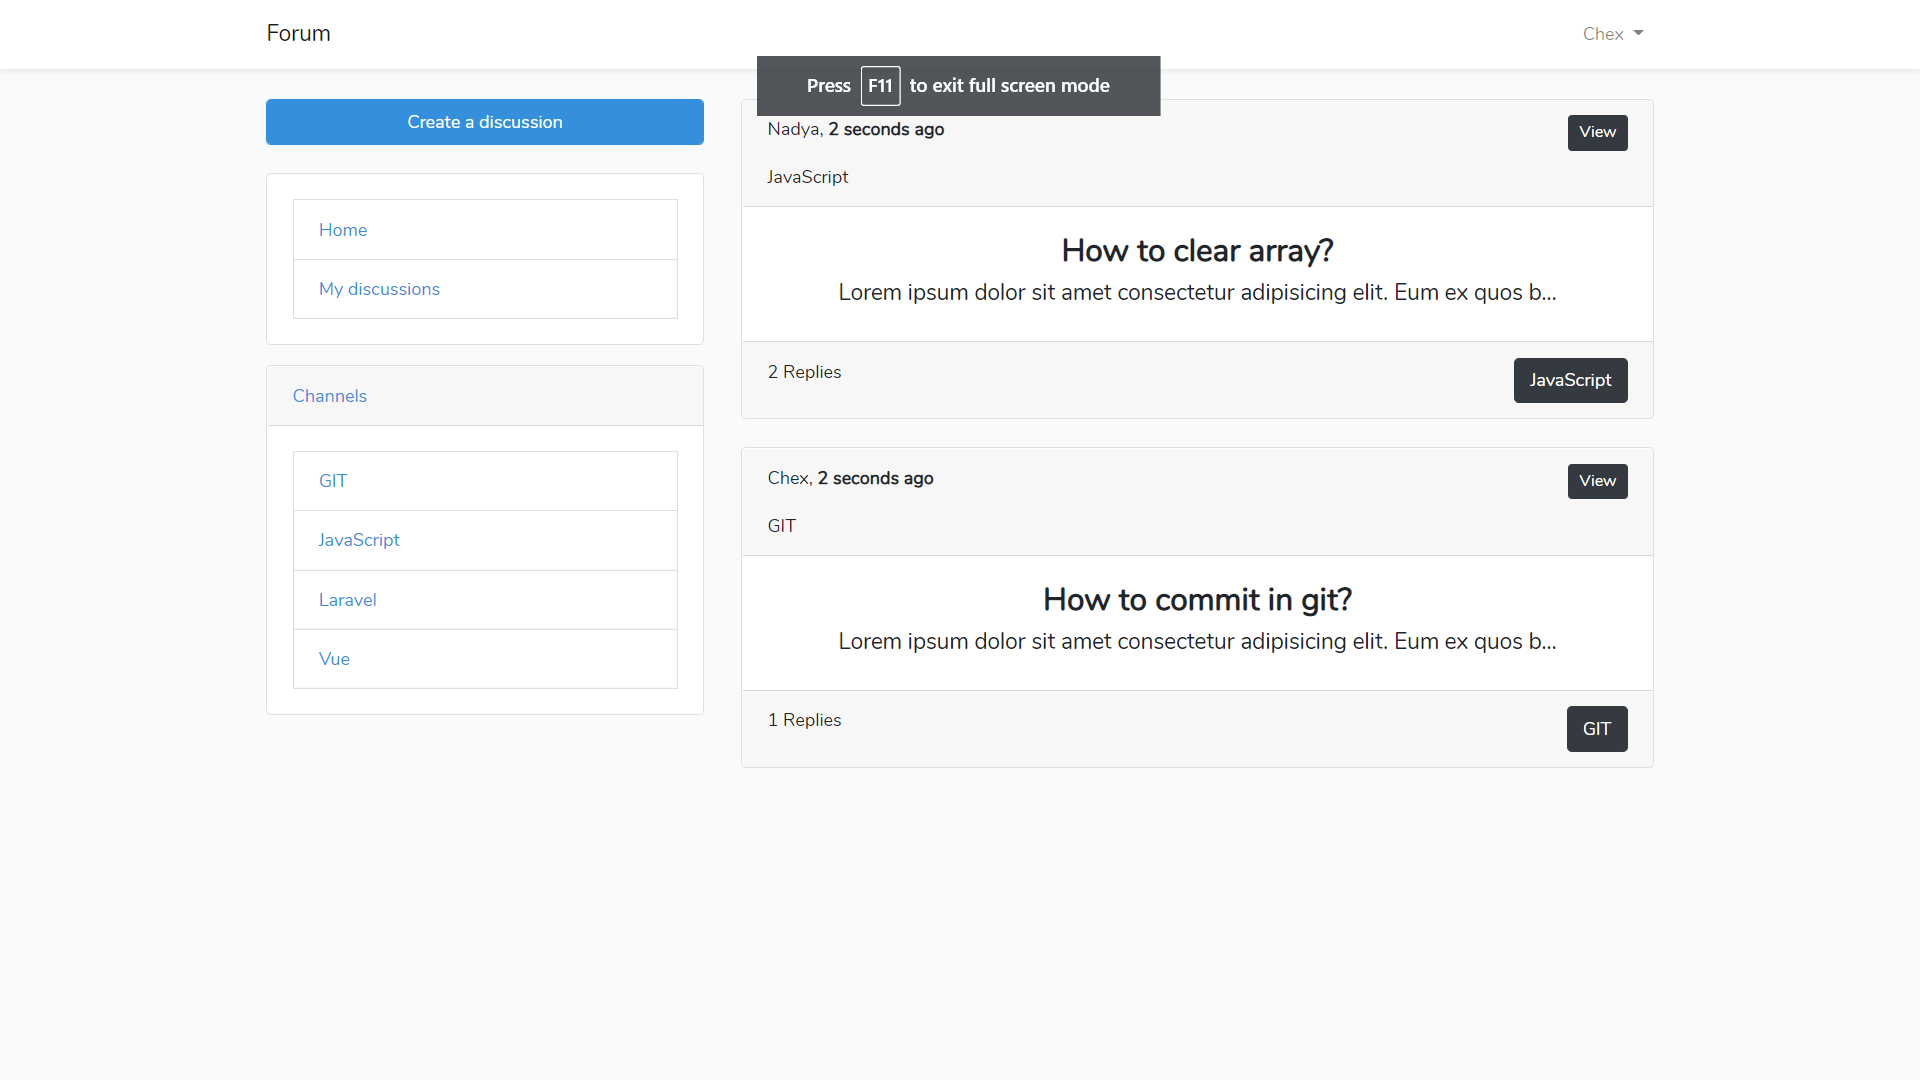 Forum
Chex
Press F11 to exit full screen mode
Create a discussion
Home
My discussions
Channels
GIT
JavaScript
Laravel
Vue
Nadya, 2 seconds ago
View
JavaScript
How to clear array?
Lorem ipsum dolor sit amet consectetur adipisicing elit. Eum ex quos b...
2 Replies
JavaScript
Chex, 2 seconds ago
View
GIT
How to commit in git?
Lorem ipsum dolor sit amet consectetur adipisicing elit. Eum ex quos b...
1 Replies
GIT